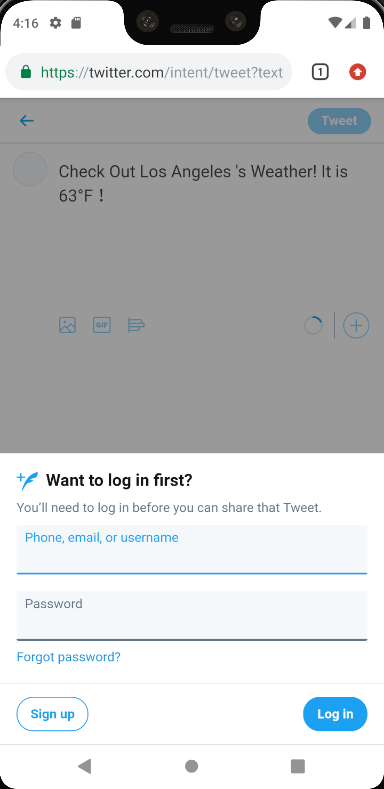 4:16
https://twitter.com/intent/tweet?text
1
Tweet
Check Out Los Angeles 's Weather! It is
63°F !
GIF
Want to log in first?
You'll need to log in before you can share that Tweet.
Phone, email, or username
Password
Forgot password?
Sign up
Log in